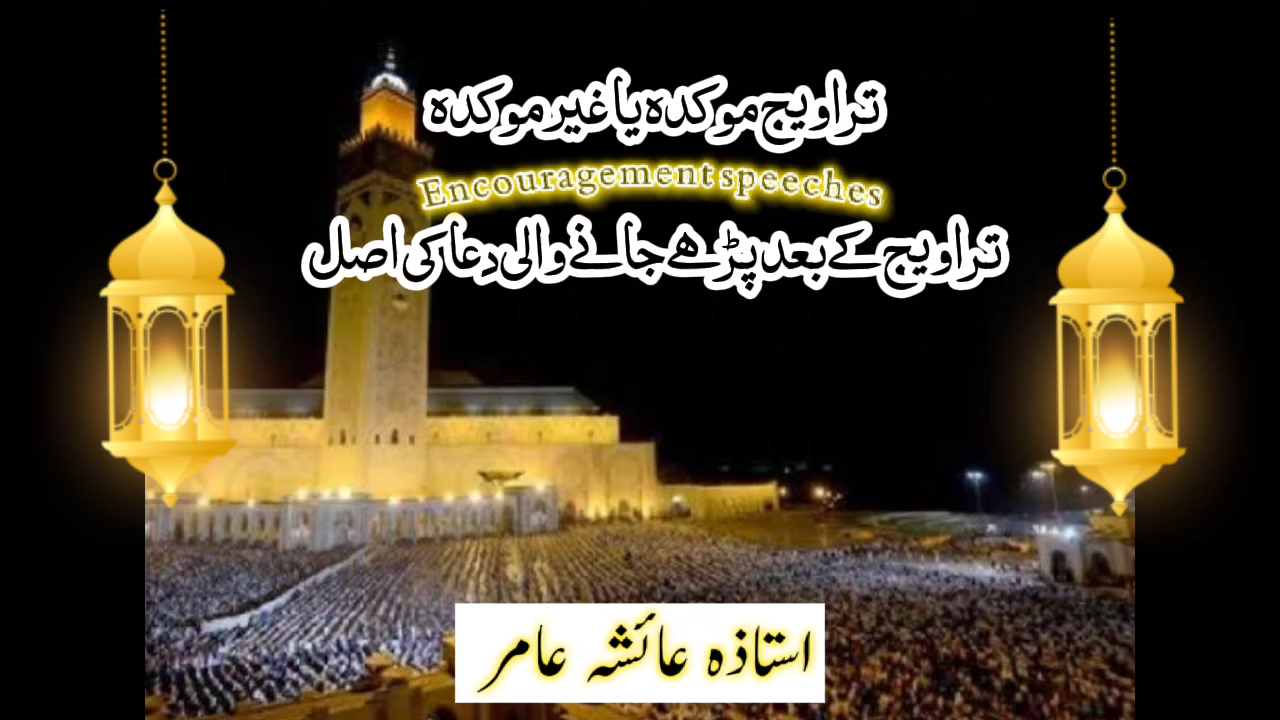 تراویح موکدہ یا غیر موکدہ
Encouragement speeches
تراویح کے بعد پڑھے جانے والی دعا کی اصل
استاذہ عائشہ عامر